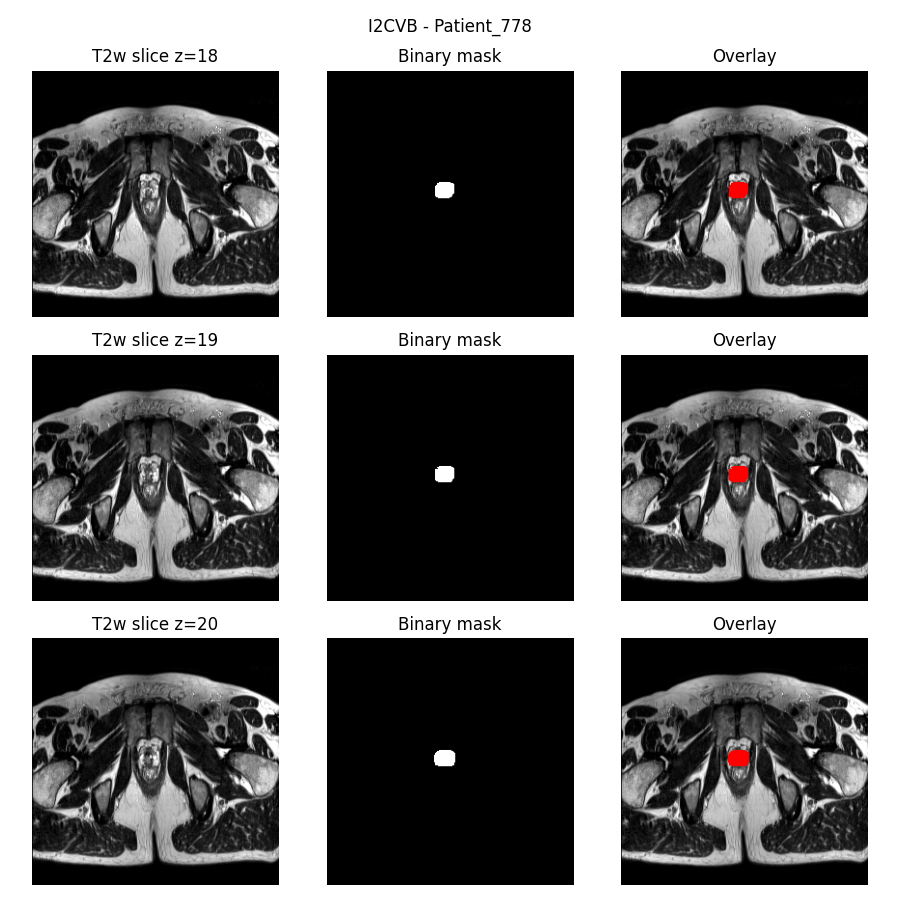 I2CVB - Patient_778
T2w slice z=18
Binary mask
Overlay
T2w slice z=19
Binary mask
Overlay
T2w slice z=20
Binary mask
Overlay